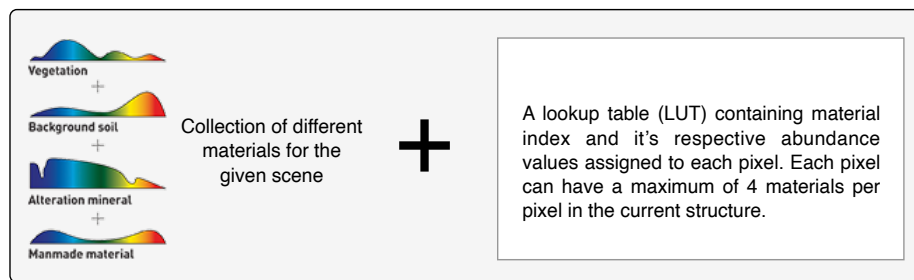 Vegetation
+
Background soil
+
Alteration mineral
+
Manmade material
Collection of different
materials for the
given scene
+
A lookup table (LUT) containing material
index and it's respective abundance
values assigned to each pixel. Each pixel
can have a maximum of 4 materials per
pixel in the current structure.